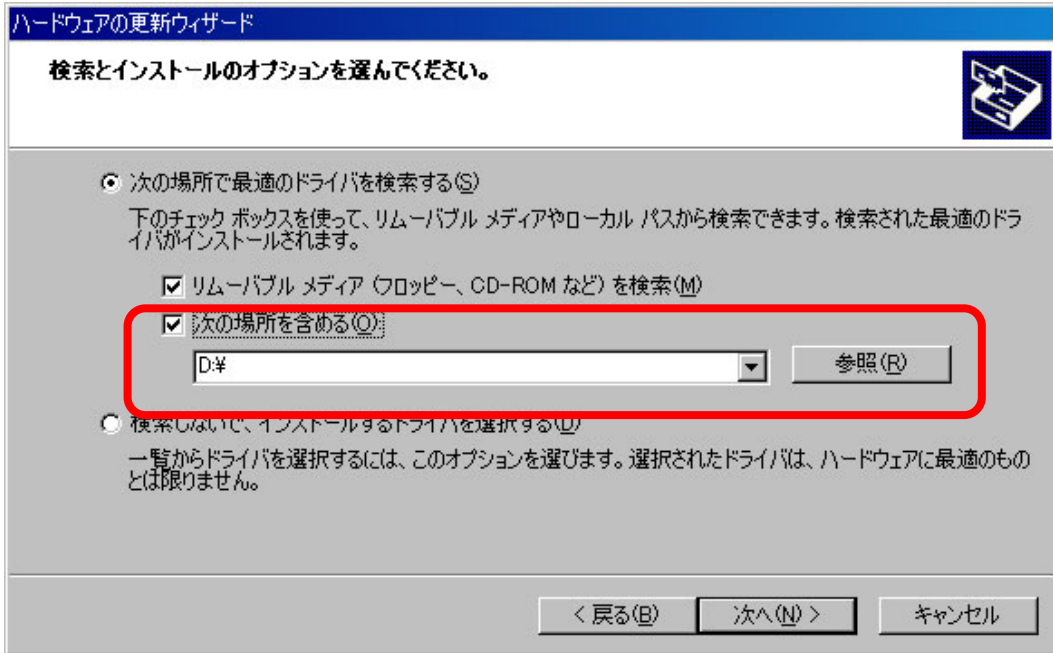 ハードウェアの更新ウィザード
検索とインストールのオプションを選んでください。
次の場所で最適のドライバを検索する(S)
下のチェック ボックスを使って、リムーバブル メディアやローカル パスから検索できます。検索された最適のドラ
イバがインストールされます。
リムーバブル メディア (フロッピー、CD-ROM など) を検索(M)
次の場所を含める(O):
D:¥
参照(R)
検索しないで、インストールするドライバを選択する(D)
一覧からドライバを選択するには、このオプションを選びます。選択されたドライバは、ハードウェアに最適のもの
とは限りません。
< 戻る(B)
次へ(N) >
キャンセル